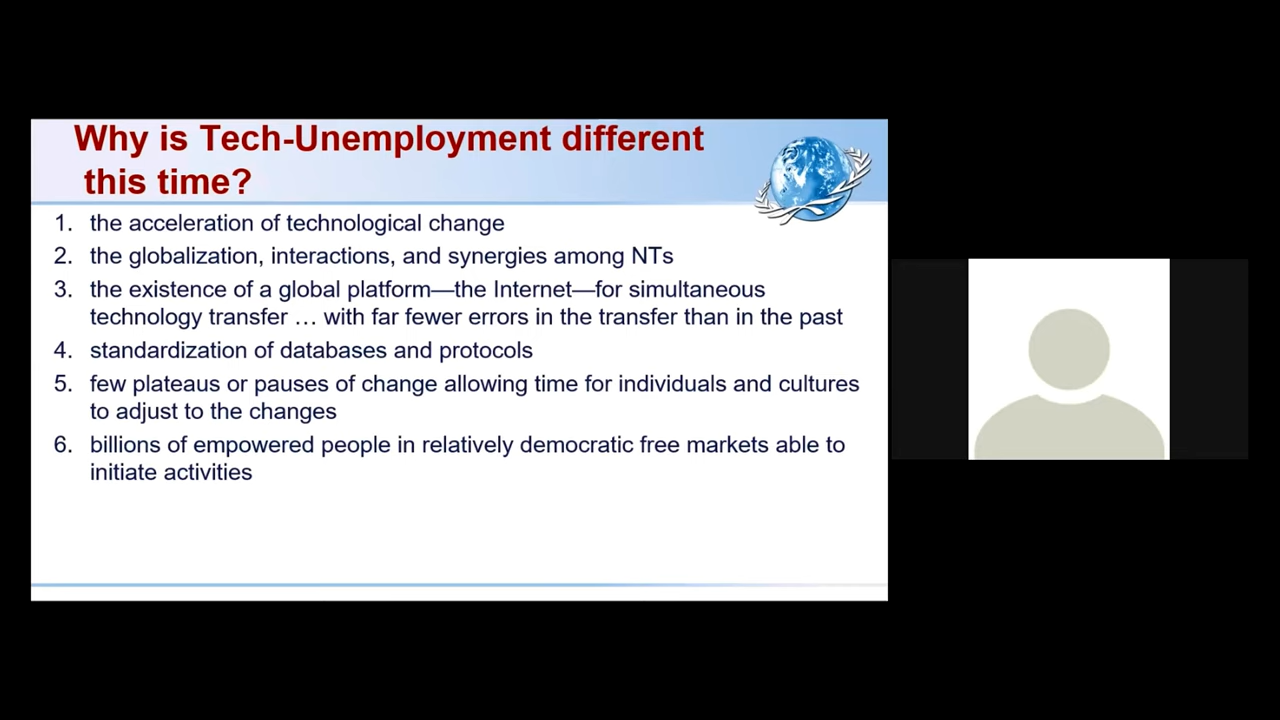 Why is Tech-Unemployment different
this time?
1. the acceleration of technological change
2. the globalization, interactions, and synergies among NTs
3. the existence of a global platform—the Internet—for simultaneous
technology transfer … with far fewer errors in the transfer than in the past
4. standardization of databases and protocols
5. few plateaus or pauses of change allowing time for individuals and cultures
to adjust to the changes
6. billions of empowered people in relatively democratic free markets able to
initiate activities